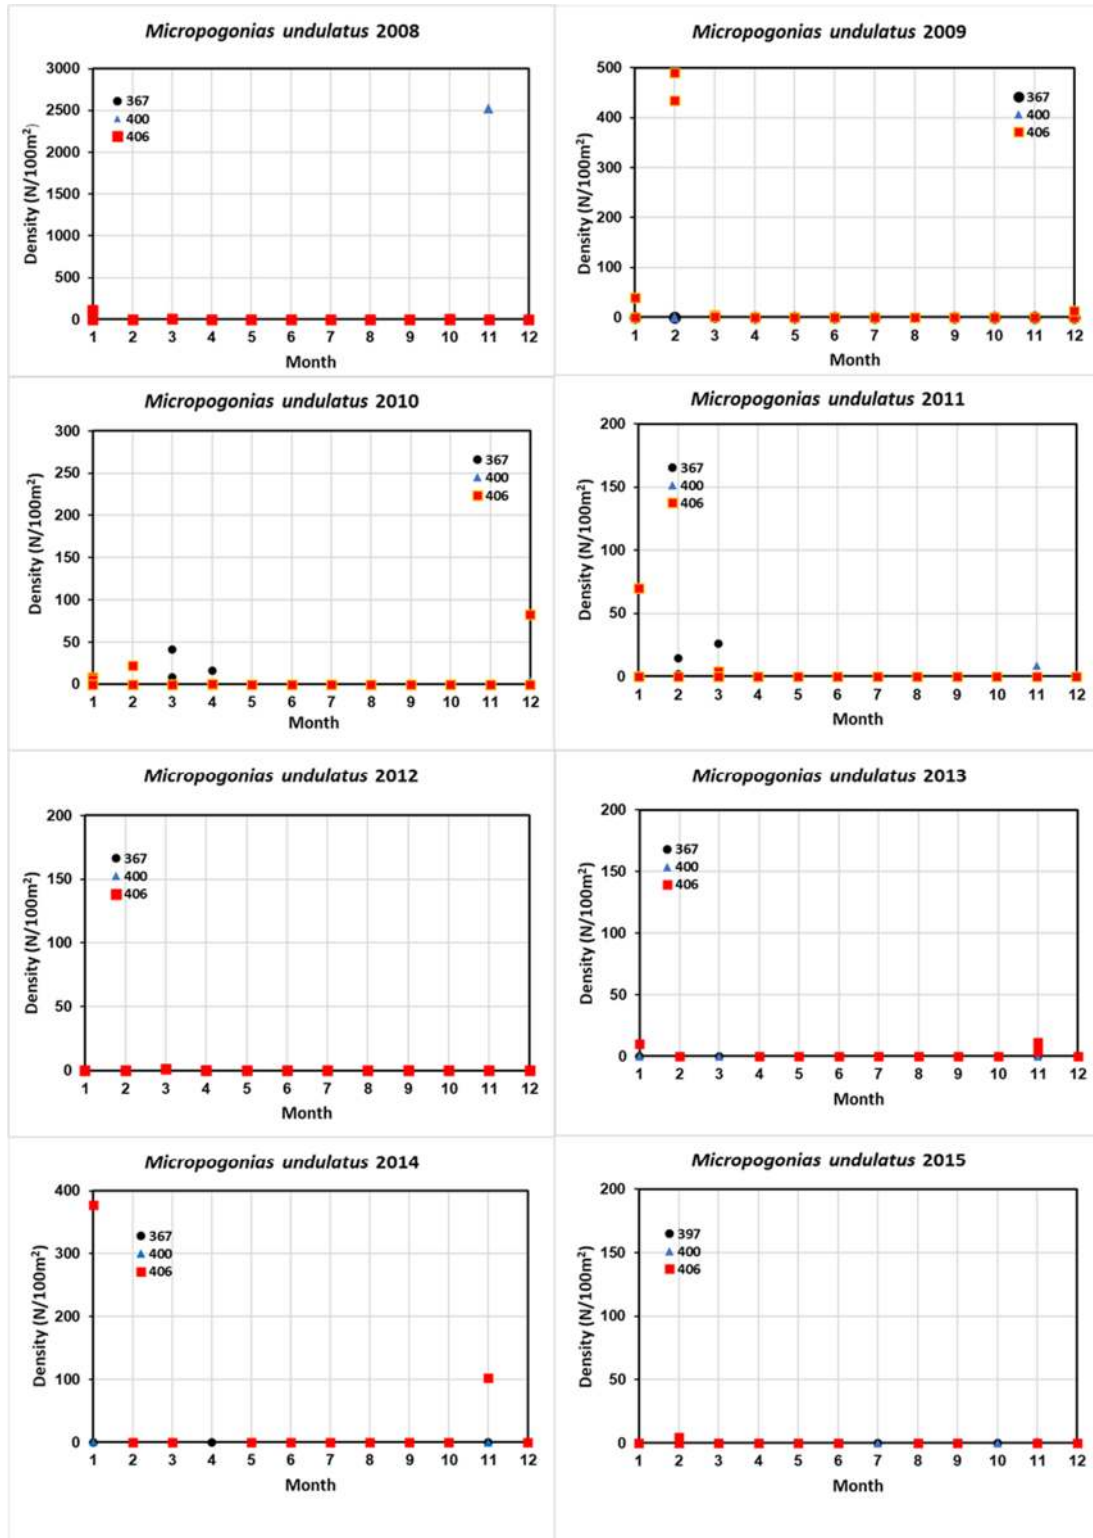 Micropogonias undulatus 2008
3000
2500
2000
1500
1000
500
0
Density (N/100m²)
367
400
406
1 2 3 4 5 6 7 8 9 10 11 12
Month
Micropogonias undulatus 2009
500
400
300
200
100
0
Density (N/100m²)
367
400
406
1 2 3 4 5 6 7 8 9 10 11 12
Month
Micropogonias undulatus 2010
300
250
200
150
100
50
0
Density (N/100m²)
367
400
406
1 2 3 4 5 6 7 8 9 10 11 12
Month
Micropogonias undulatus 2011
200
150
100
50
0
Density (N/100m²)
367
400
406
1 2 3 4 5 6 7 8 9 10 11 12
Month
Micropogonias undulatus 2012
200
150
100
50
0
Density (N/100m²)
367
400
406
1 2 3 4 5 6 7 8 9 10 11 12
Month
Micropogonias undulatus 2013
200
150
100
50
0
Density (N/100m²)
367
400
406
1 2 3 4 5 6 7 8 9 10 11 12
Month
Micropogonias undulatus 2014
400
300
200
100
0
Density (N/100m²)
367
400
406
1 2 3 4 5 6 7 8 9 10 11 12
Month
Micropogonias undulatus 2015
200
150
100
50
0
Density (N/100m²)
397
400
406
1 2 3 4 5 6 7 8 9 10 11 12
Month